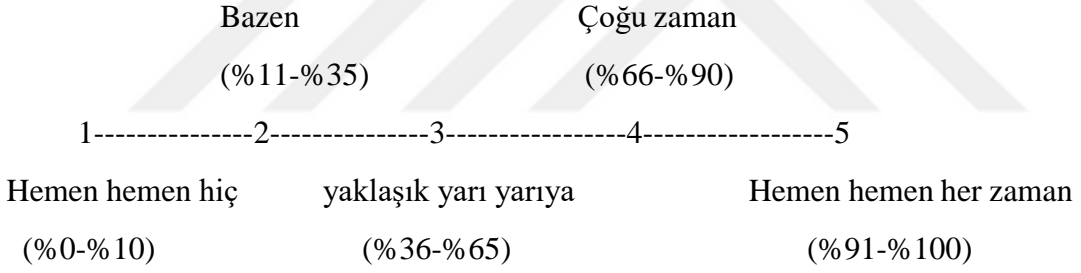 Bazen Çoğu zaman
(%11-%35) (%66-%90)
1---------------2---------------3-----------------4------------------5
Hemen hemen hiç yaklaşık yarı yarıya Hemen hemen her zaman
(%0-%10) (%36-%65) (%91-%100)